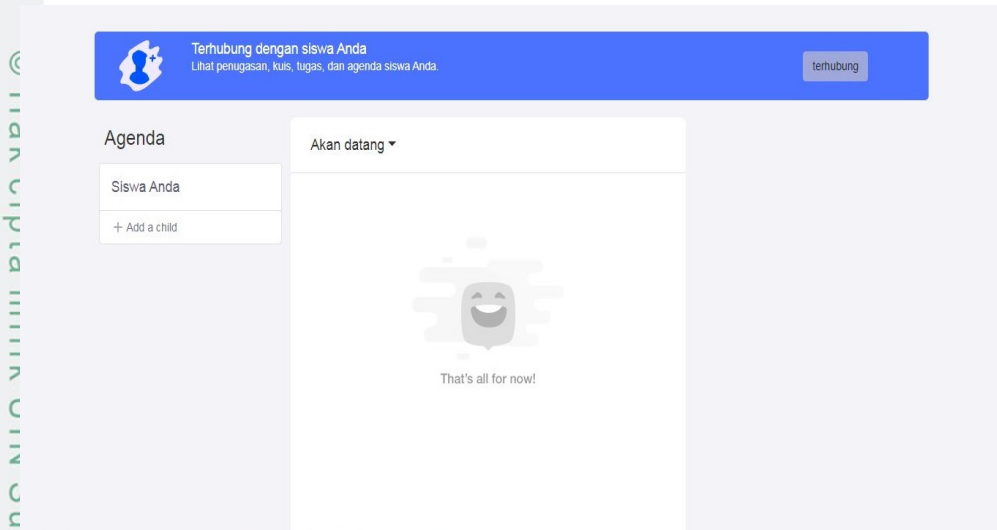 Terhubung dengan siswa Anda
Lihat penugasan, kuis, tugas, dan agenda siswa Anda.
terhubung
Agenda
Siswa Anda
+ Add a child
Akan datang
That's all for now!